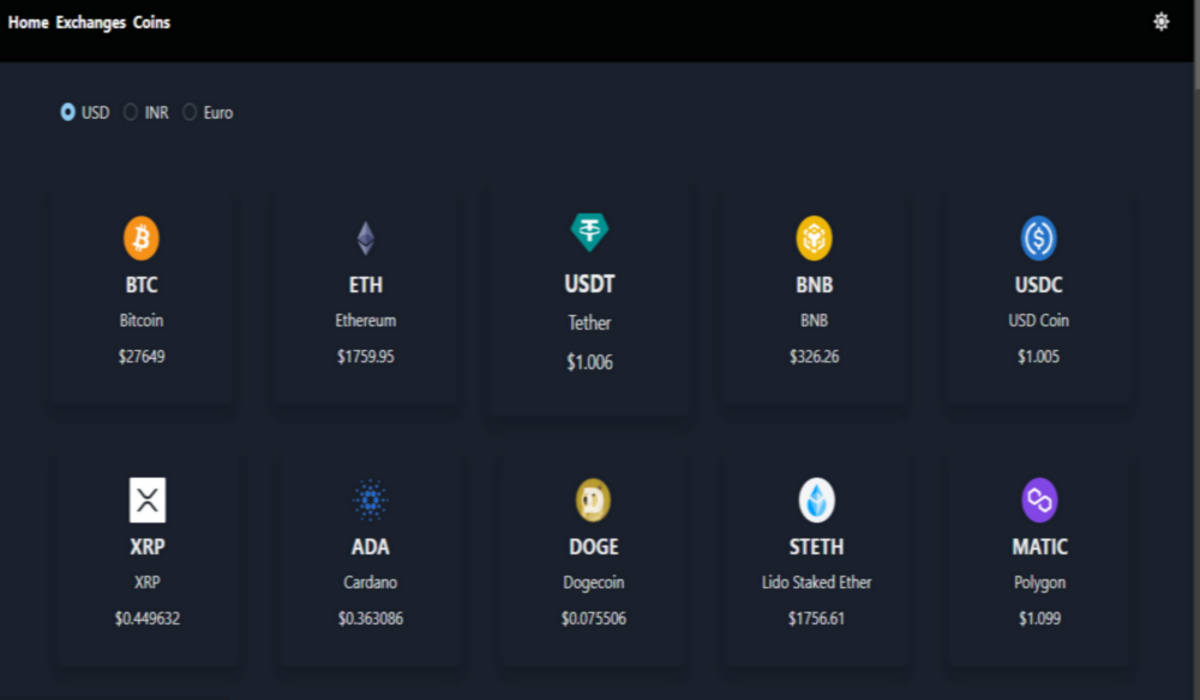 Home Exchanges Coins
USD INR Euro
BTC ETH USDT BNB USDC
Bitcoin Ethereum Tether BNB USD Coin
$27649 $1759.95 $1.006 $326.26 $1.005
XRP ADA DOGE STETH MATIC
XRP Cardano Dogecoin Lido Staked Ether Polygon
$0.449632 $0.363086 $0.075506 $1756.61 $1.099